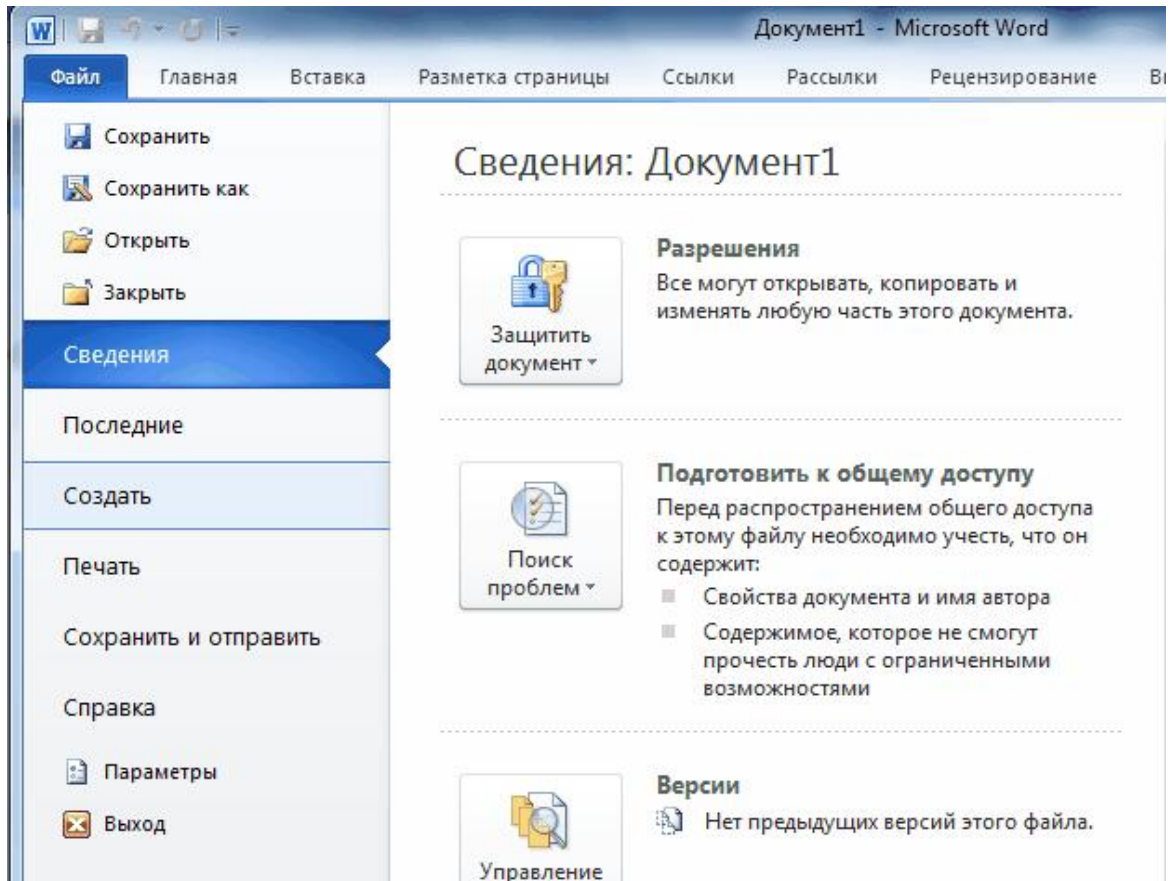 Документ1 - Microsoft Word
Файл Главная Вставка Разметка страницы Ссылки Рассылки Рецензирование
Сохранить
Сохранить как
Открыть
Закрыть
Сведения
Последние
Создать
Печать
Сохранить и отправить
Справка
Параметры
Выход
Сведения: Документ1
Защитить
документ
Разрешения
Все могут открывать, копировать и
изменять любую часть этого документа.
Поиск
проблем
Подготовить к общему доступу
Перед распространением общего доступа
к этому файлу необходимо учесть, что он
содержит:
Свойства документа и имя автора
Содержимое, которое не смогут
прочесть люди с ограниченными
возможностями
Управление
Версии
Нет предыдущих версий этого файла.